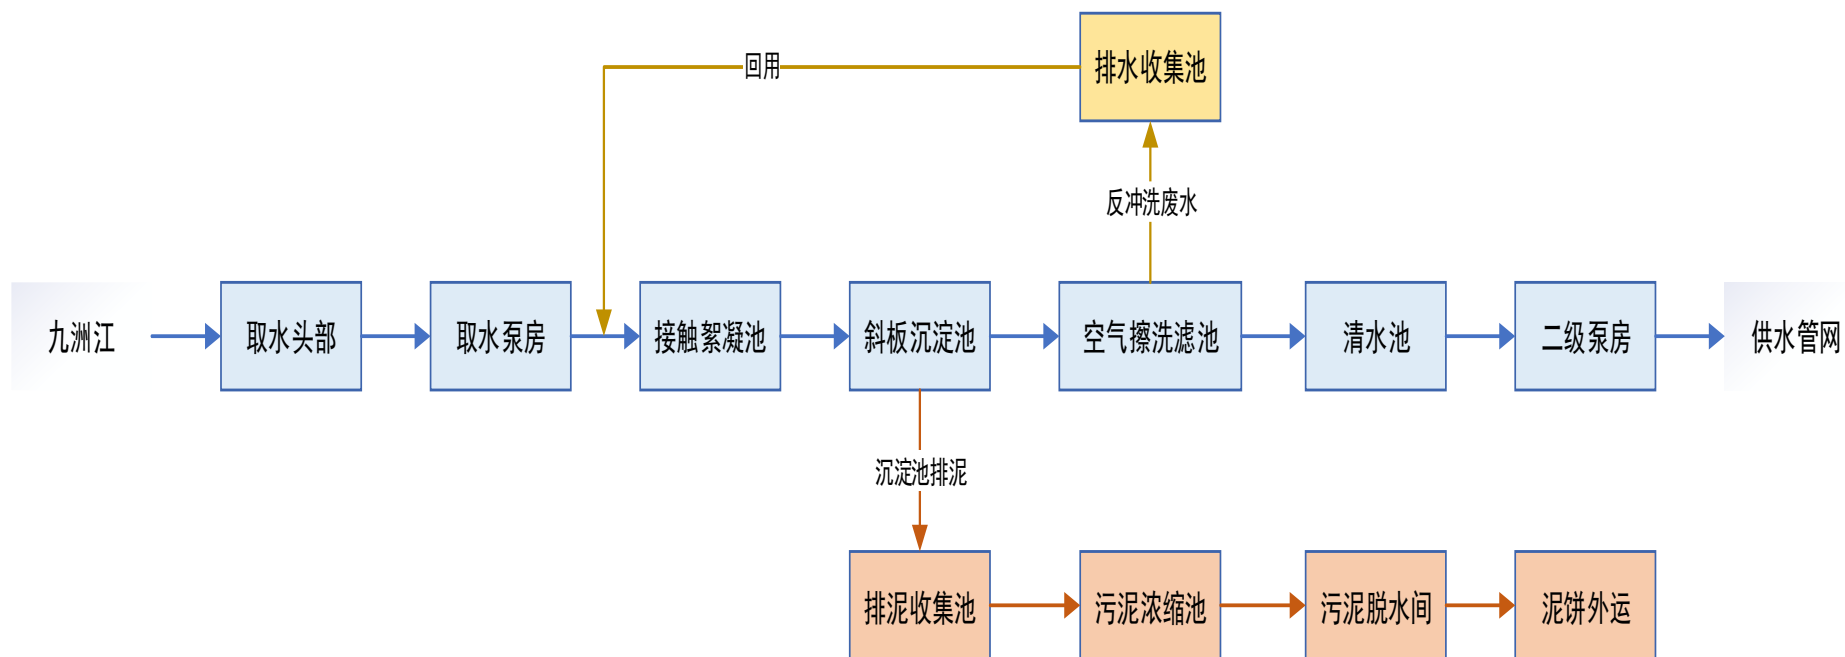 排水收集池
回用
反冲洗废水
九洲江
取水头部
取水泵房
接触絮凝池
斜板沉淀池
空气擦洗滤池
清水池
二级泵房
供水管网
沉淀池排泥
排泥收集池
污泥浓缩池
污泥脱水间
泥饼外运